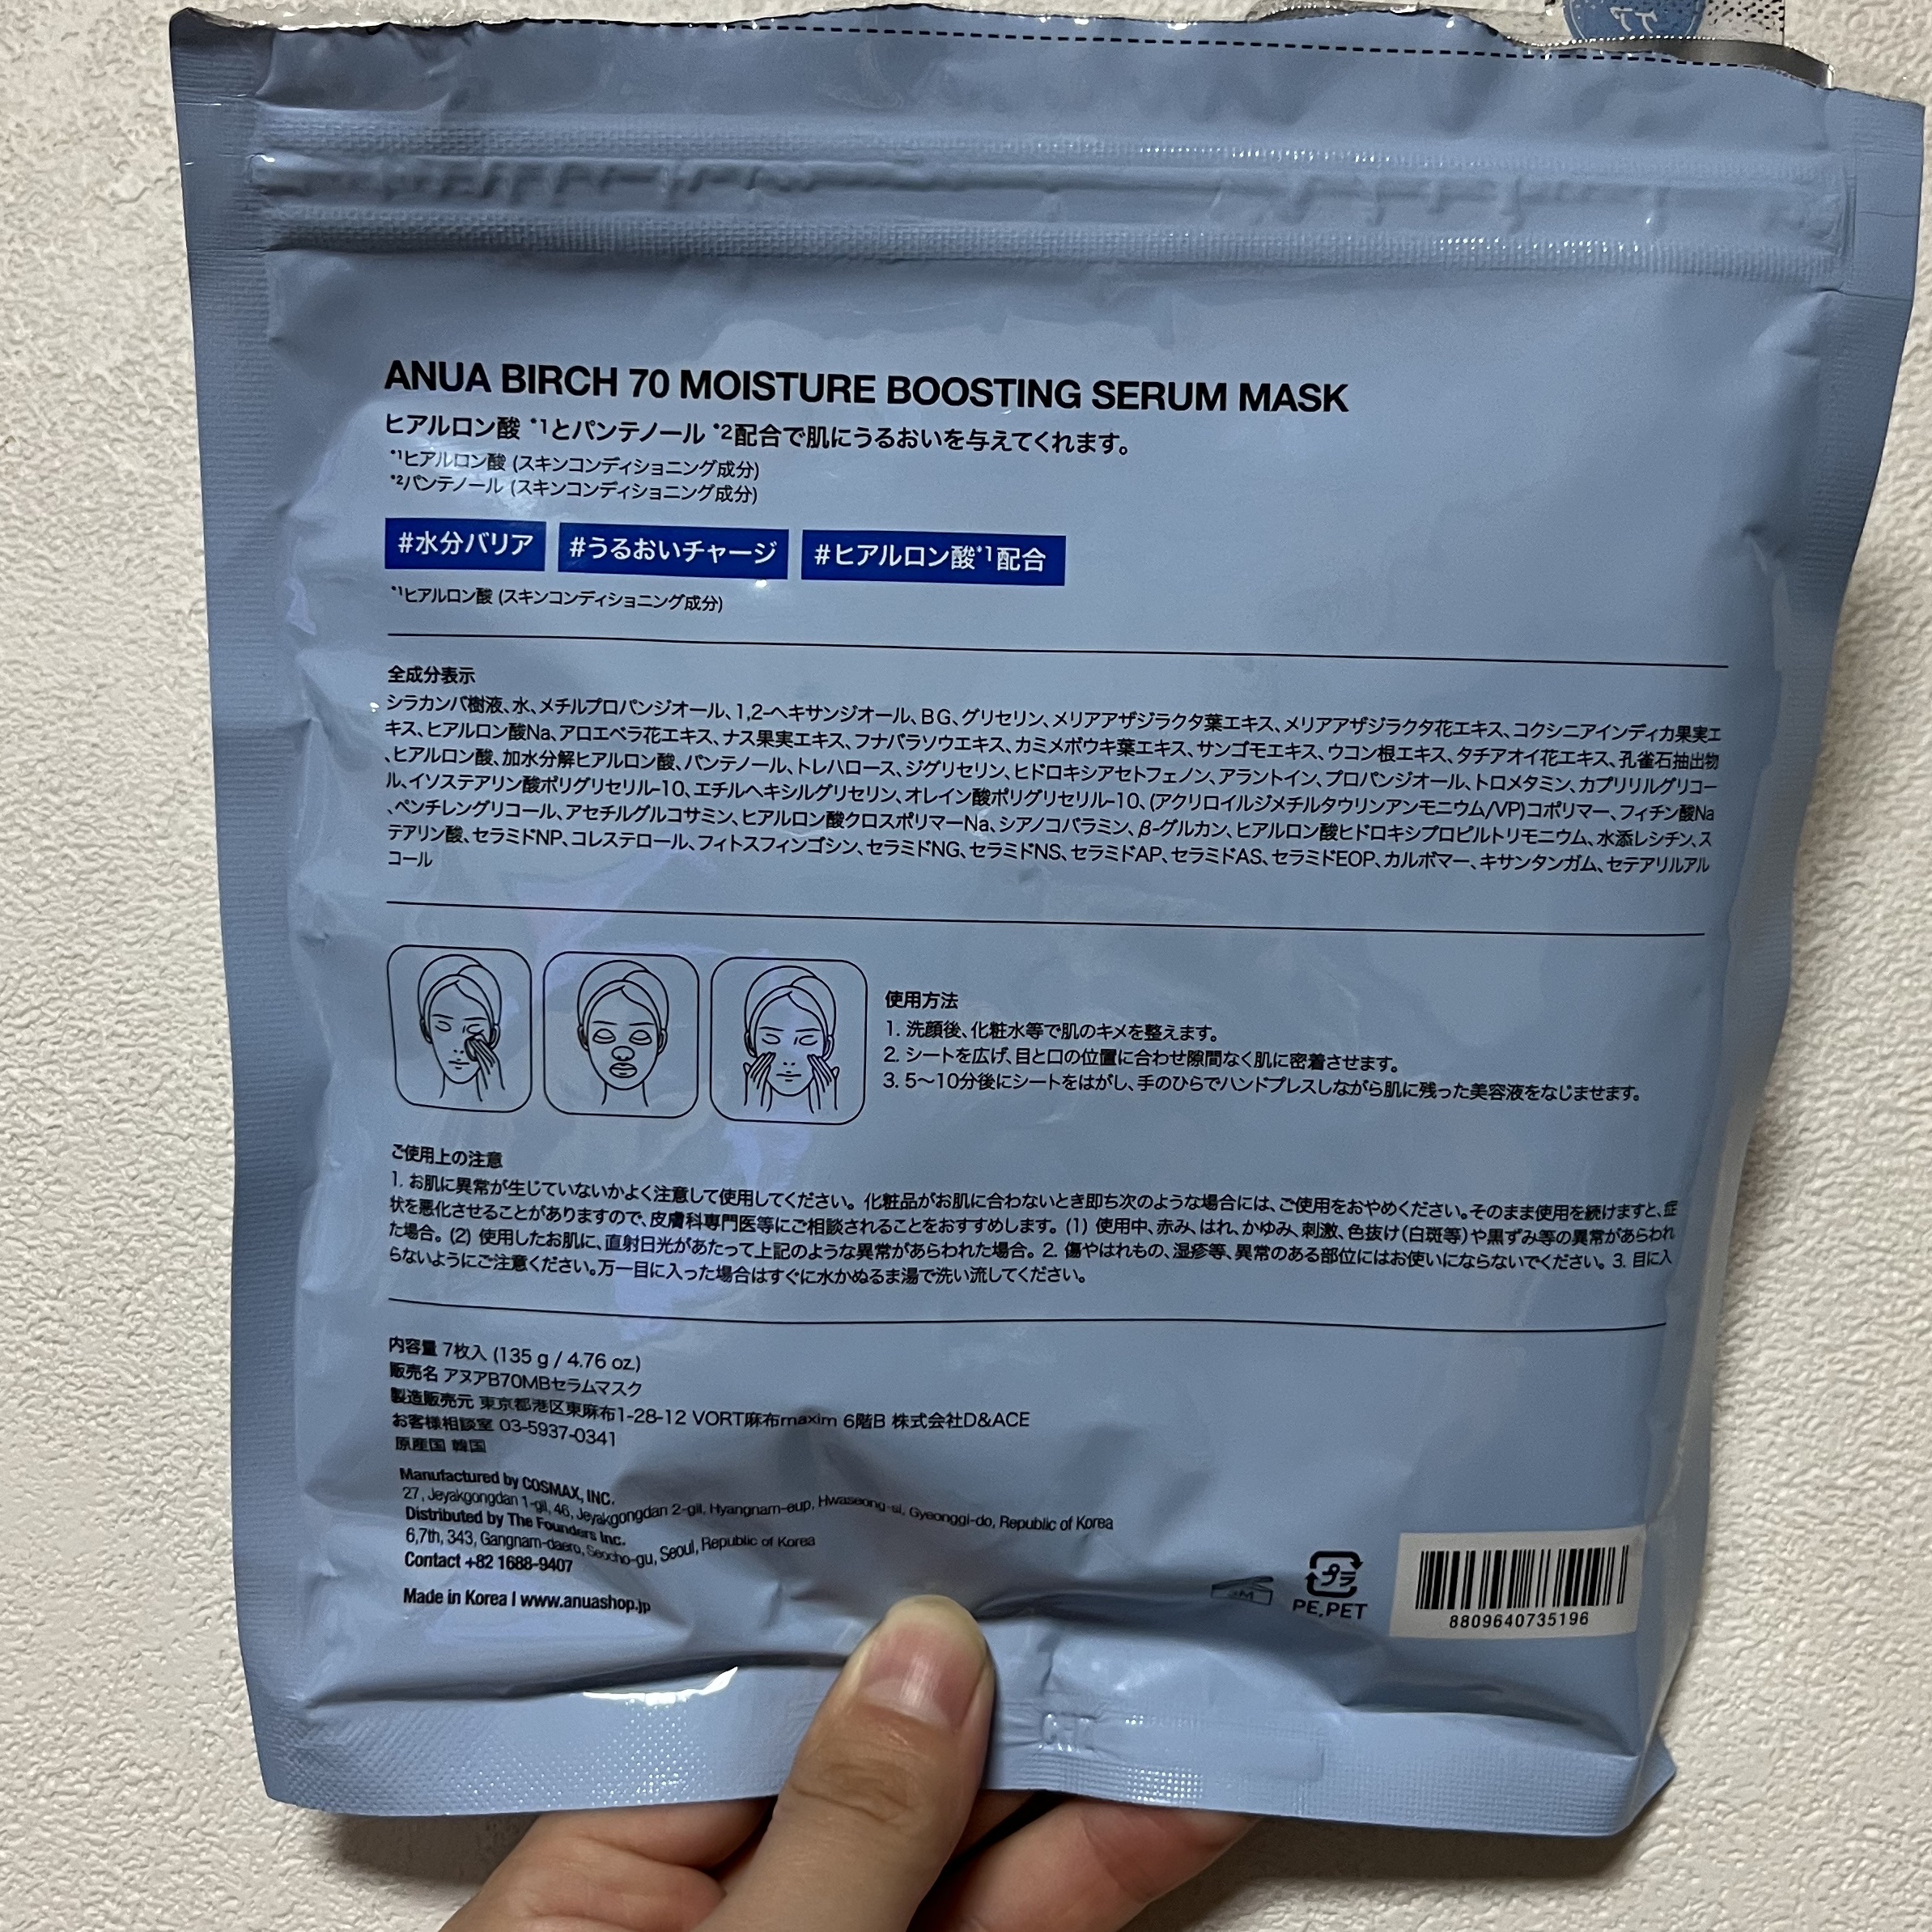 ケア
ANUA BIRCH 70 MOISTURE BOOSTING SERUM MASK
ヒアルロン酸 *1とパンテノール *2配合で肌にうるおいを与えてくれます。
*1ヒアルロン酸 (スキンコンディショニング成分)
*2パンテノール (スキンコンディショニング成分)
#水分バリア #うるおいチャージ #ヒアルロン酸*1配合
*1ヒアルロン酸 (スキンコンディショニング成分)
全成分表示
シラカンバ樹液、水、メチルプロパンジオール、1,2-ヘキサンジオール、BG、グリセリン、メリアアザジラクタ葉エキス、メリアアザジラクタ花エキス、コクシニアインディカ果実エ
キス、ヒアルロン酸Na、アロエベラ花エキス、ナス果実エキス、フナバラソウエキス、カミメボウキ葉エキス、サンゴモエキス、ウコン根エキス、タチアオイ花エキス、孔雀石抽出物
、ヒアルロン酸、加水分解ヒアルロン酸、パンテノール、トレハロース、ジグリセリン、ヒドロキシアセトフェノン、アラントイン、プロパンジオール、トロメタミン、カプリリルグリコー
ル、イソステアリン酸ポリグリセリル-10、エチルヘキシルグリセリン、オレイン酸ポリグリセリル-10、(アクリロイルジメチルタウリンアンモニウム/VP)コポリマー、フィチン酸Na
、ペンチレングリコール、アセチルグルコサミン、ヒアルロン酸クロスポリマーNa、シアノコバラミン、β-グルカン、ヒアルロン酸ヒドロキシプロピルトリモニウム、水添レシチン、ス
テアリン酸、セラミドNP、コレステロール、フィトスフィンゴシン、セラミドNG、セラミドNS、セラミドAP、セラミドAS、セラミドEOP、カルボマー、キサンタンガム、セテアリルアル
コール
使用方法
1. 洗顔後、化粧水等で肌のキメを整えます。
2. シートを広げ、目と口の位置に合わせ隙間なく肌に密着させます。
3. 5〜10分後にシートをはがし、手のひらでハンドプレスしながら肌に残った美容液をなじませます。
ご使用上の注意
1. お肌に異常が生じていないかよく注意して使用してください。 化粧品がお肌に合わないとき即ち次のような場合には、ご使用をおやめください。そのまま使用を続けますと、症
状を悪化させることがありますので、皮膚科専門医等にご相談されることをおすすめします。 (1) 使用中、赤み、はれ、かゆみ、刺激、色抜け(白斑等)や黒ずみ等の異常があらわれ
た場合。 (2) 使用したお肌に、直射日光があたって上記のような異常があらわれた場合。 2. 傷やはれもの、湿疹等、異常のある部位にはお使いにならないでください。 3. 目に入
らないようにご注意ください。万一目に入った場合はすぐに水かぬるま湯で洗い流してください。
内容量 7枚入 (135 g / 4.76 oz.)
販売名 アヌアB70MBセラムマスク
製造販売元 東京都港区東麻布1-28-12 VORT麻布maxim 6階B 株式会社D&ACE
お客様相談室 03-5937-0341
原産国 韓国
Manufactured by COSMAX, INC.
27, Jeyakgongdan 1-gil, 46, Jeyakgongdan 2-gil, Hyangnam-eup, Hwaseong-si, Gyeonggi-do, Republic of Korea
Distributed by The Founders Inc.
6,7th, 343, Gangnam-daero, Seocho-gu, Seoul, Republic of Korea
Contact +82 1688-9407
Made in Korea I www.anuashop.jp
プラ
PE,PET
8809640735196